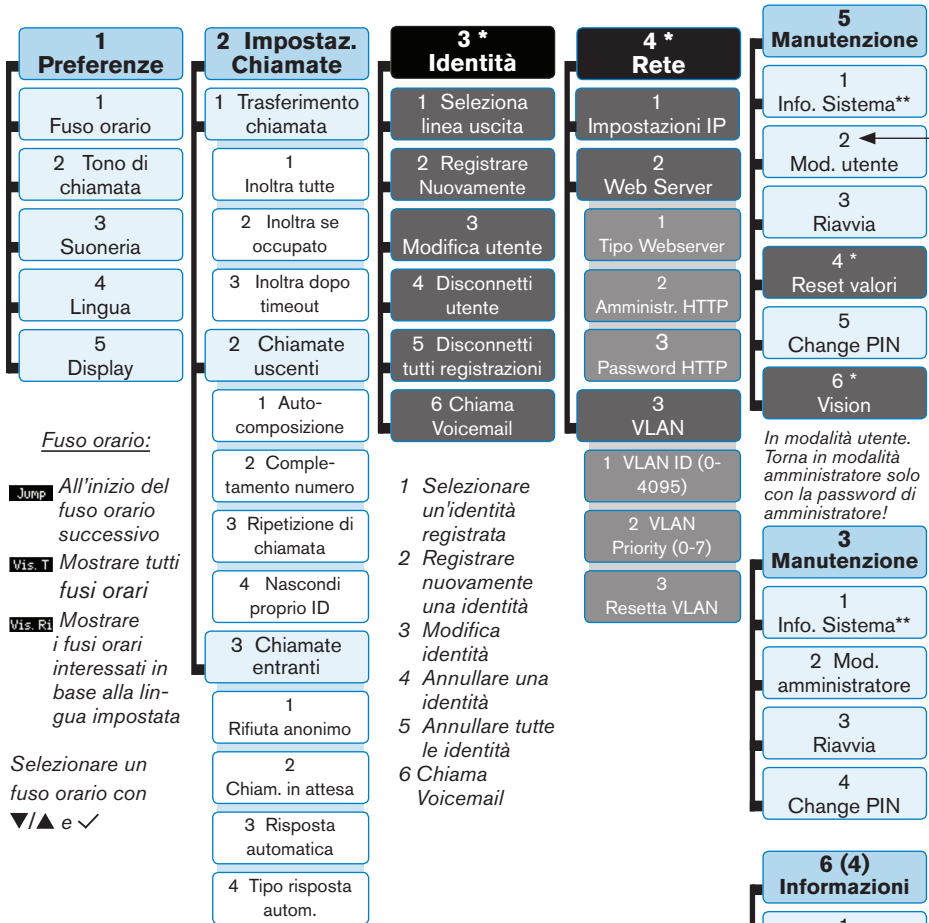 1
Preferenze
1
Fuso orario
2 Tono di
chiamata
3
Suoneria
4
Lingua
5
Display
Fuso orario:
Jump All'inizio del
fuso orario
successivo
Vis. T Mostrare tutti
fusi orari
Vis. Ri Mostrare
i fusi orari
interessati in
base alla lin-
gua impostata
Selezionare un
fuso orario con
▼/▲ e ✓
2 Impostaz.
Chiamate
1 Trasferimento
chiamata
1
Inoltra tutte
2 Inoltra se
occupato
3 Inoltra dopo
timeout
2 Chiamate
uscenti
1 Auto-
composizione
2 Comple-
tamento numero
3 Ripetizione di
chiamata
4 Nascondi
proprio ID
3 Chiamate
entranti
1
Rifiuta anonimo
2
Chiam. in attesa
3 Risposta
automatica
4 Tipo risposta
autom.
3 *
Identità
1 Seleziona
linea uscita
2 Registrare
Nuovamente
3
Modifica utente
4 Disconnetti
utente
5 Disconnetti
tutti registrazioni
6 Chiama
Voicemail
1 Selezionare
un'identità
registrata
2 Registrare
nuovamente
una identità
3 Modifica
identità
4 Annullare una
identità
5 Annullare tutte
le identità
6 Chiama
Voicemail
4 *
Rete
1
Impostazioni IP
2
Web Server
1
Tipo Webserver
2
Amministr. HTTP
3
Password HTTP
3
VLAN
1 VLAN ID (0-
4095)
2 VLAN
Priority (0-7)
3
Resetta VLAN
5
Manutenzione
1
Info. Sistema**
2
Mod. utente
3
Riavvia
4 *
Reset valori
5
Change PIN
6 *
Vision
In modalità utente.
Torna in modalità
amministratore solo
con la password di
amministratore!
3
Manutenzione
1
Info. Sistema**
2 Mod.
amministratore
3
Riavvia
4
Change PIN
6 (4)
Informazioni
1